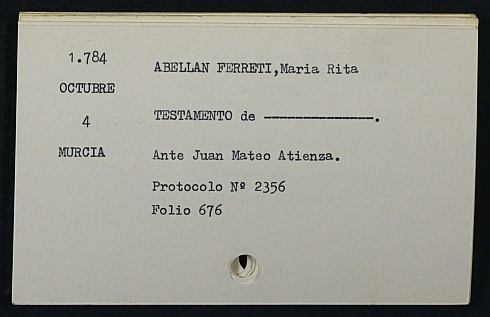 1.784
OCTUBRE
4
MURCIA
ABELLAN FERRETI,Maria Rita
TESTAMENTO de ---------------.
Ante Juan Mateo Atienza.
Protocolo Nº 2356
Folio 676